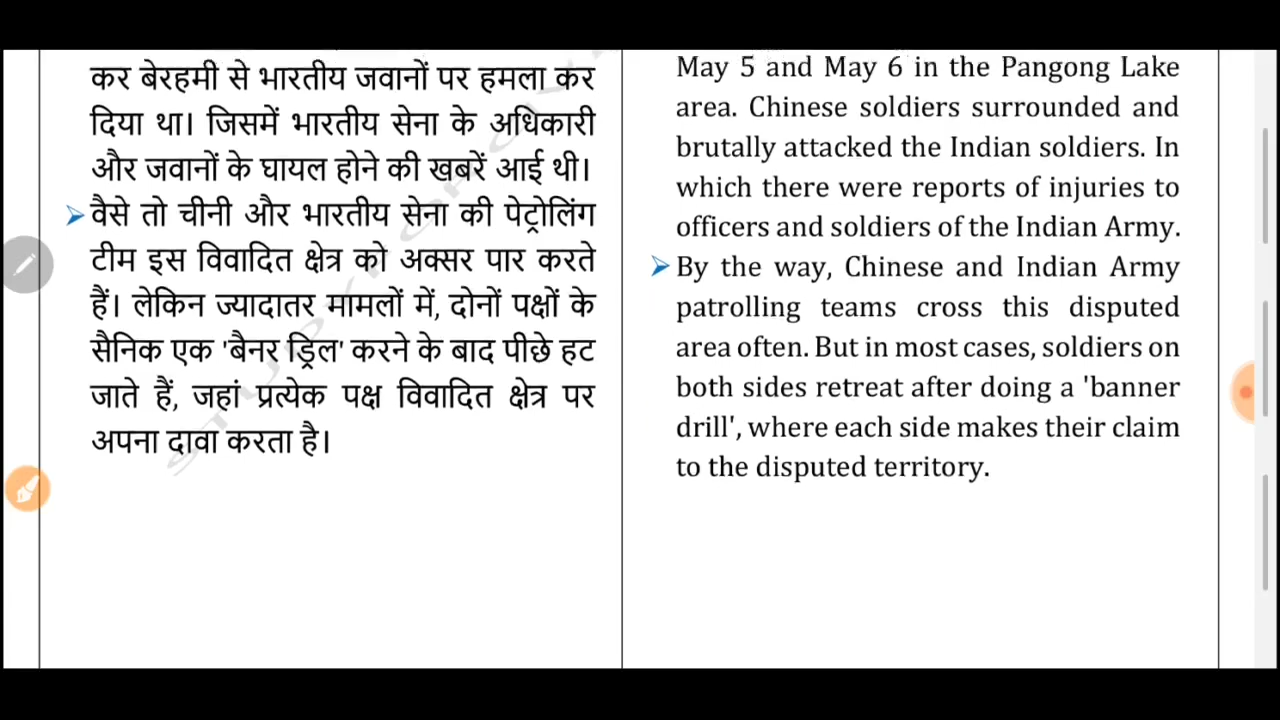 कर बेरहमी से भारतीय जवानों पर हमला कर
दिया था। जिसमें भारतीय सेना के अधिकारी
और जवानों के घायल होने की खबरें आई थी।
➢ वैसे तो चीनी और भारतीय सेना की पेट्रोलिंग
टीम इस विवादित क्षेत्र को अक्सर पार करते
हैं। लेकिन ज्यादातर मामलों में, दोनों पक्षों के
सैनिक एक 'बैनर ड्रिल' करने के बाद पीछे हट
जाते हैं, जहां प्रत्येक पक्ष विवादित क्षेत्र पर
अपना दावा करता है।
May 5 and May 6 in the Pangong Lake
area. Chinese soldiers surrounded and
brutally attacked the Indian soldiers. In
which there were reports of injuries to
officers and soldiers of the Indian Army.
➢ By the way, Chinese and Indian Army
patrolling teams cross this disputed
area often. But in most cases, soldiers on
both sides retreat after doing a 'banner
drill', where each side makes their claim
to the disputed territory.